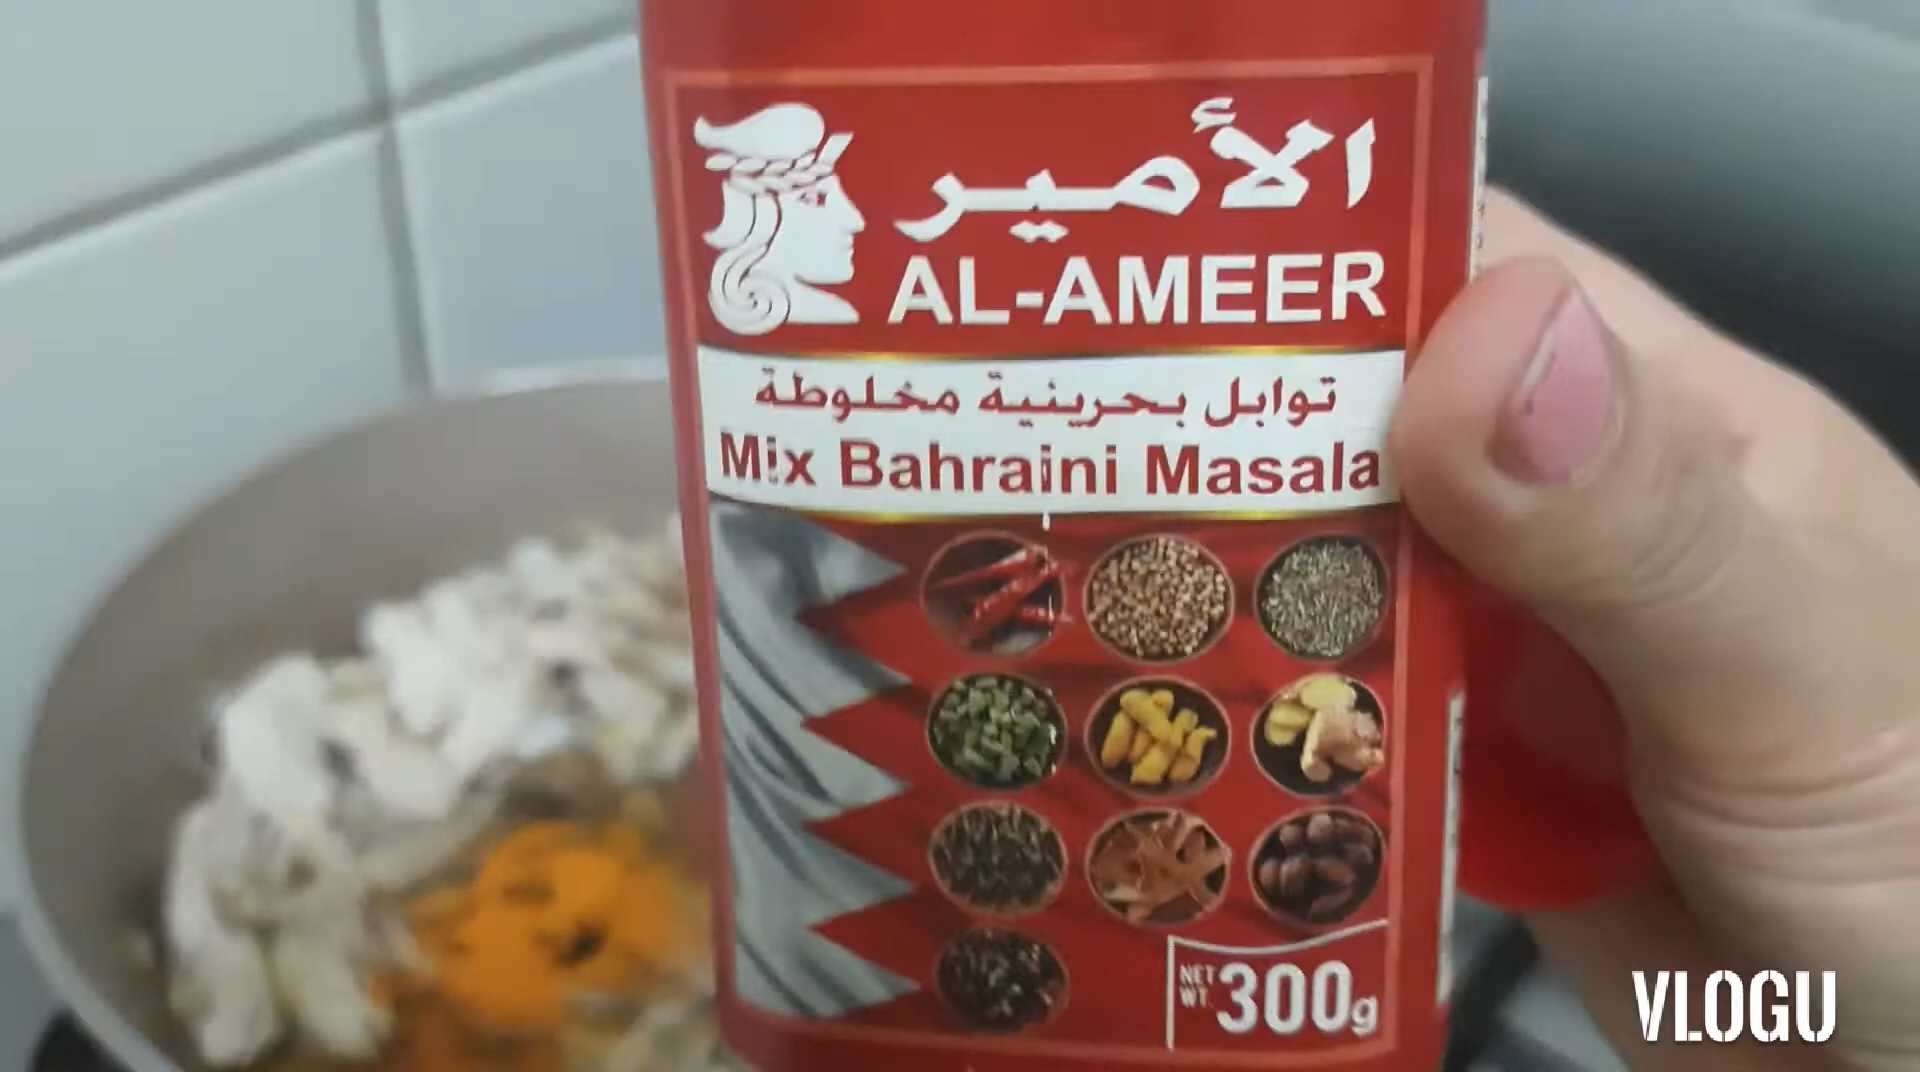 الأمير
AL-AMEER
توابل بحرينية مخلوطة
Mix Bahraini Masala
NET WT. 300g
VLOGU